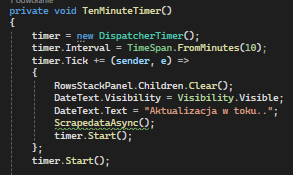 private void TenMinuteTimer()
{
timer = new DispatcherTimer();
timer.Interval = TimeSpan.FromMinutes(10);
timer.Tick += (sender, e) =>
{
RowsStackPanel.Children.Clear();
DateText.Visibility = Visibility.Visible;
DateText.Text = "Aktualizacja w toku..";
ScrapedataAsync();
timer.Start();
};
timer.Start();